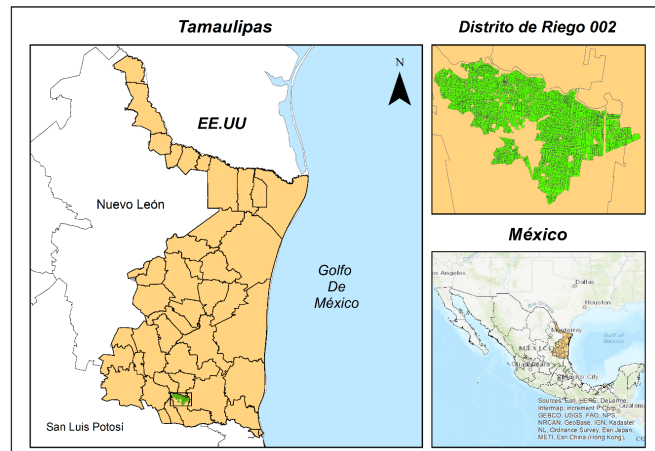 Tamaulipas
N
EE.UU
Nuevo León
Golfo
De
México
San Luis Potosí
Distrito de Riego 002
México
Los Angeles
Dallas
Houston
Monterrey
Gulf of
Mexico
MÉXICO
Guadalajara
Mexico City
Sources: Esri, HERE, DeLorme,
Intermap, increment P Corp.,
GEBCO, USGS, FAO, NPS,
NRCAN, GeoBase, IGN, Kadaster
NL, Ordnance Survey, Esri Japan,
METI, Esri China (Hong Kong),